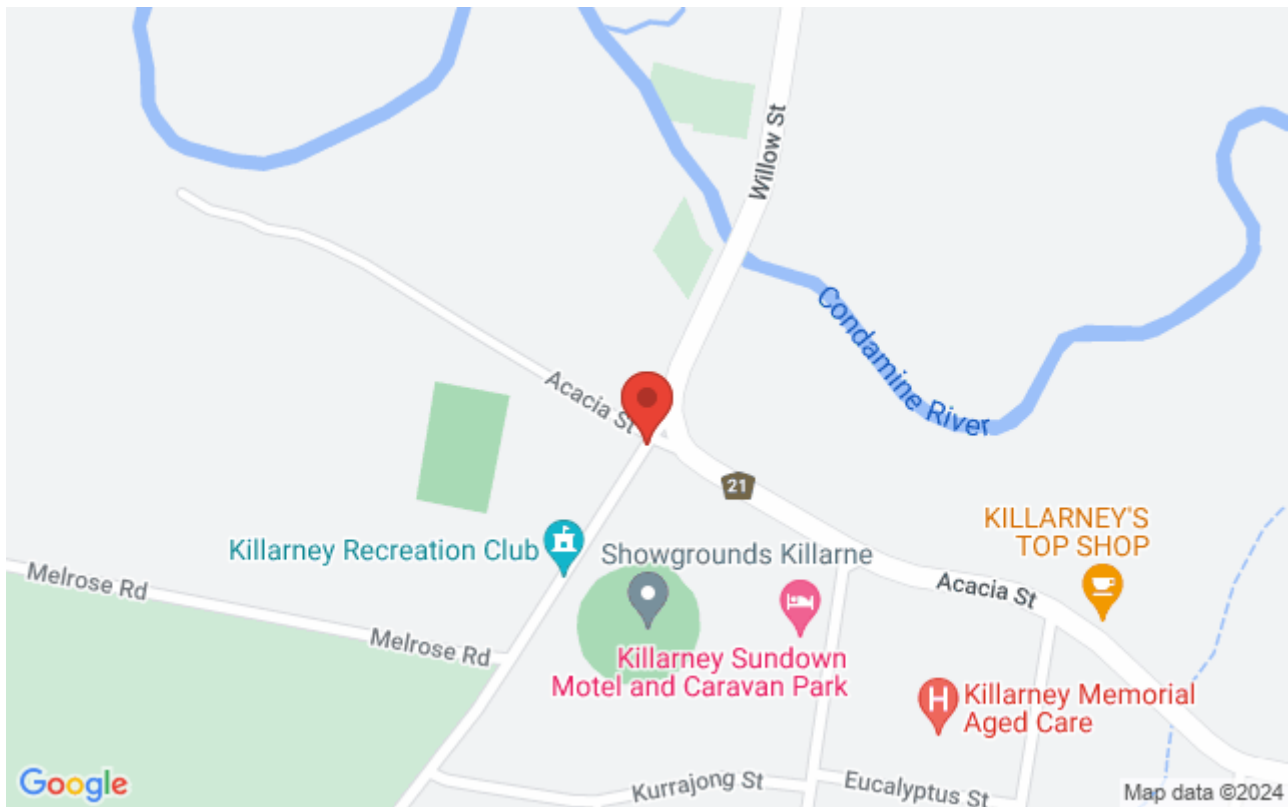 Willow St
Condamine River
Acacia St
21
KILLARNEY'S
TOP SHOP
Killarney Recreation Club
Showgrounds Killarne
Acacia St
Melrose Rd
Melrose Rd
Killarney Sundown
Motel and Caravan Park
H
Killarney Memorial
Aged Care
Kurrajong St
Eucalyptus St
Google
Map data ©2024